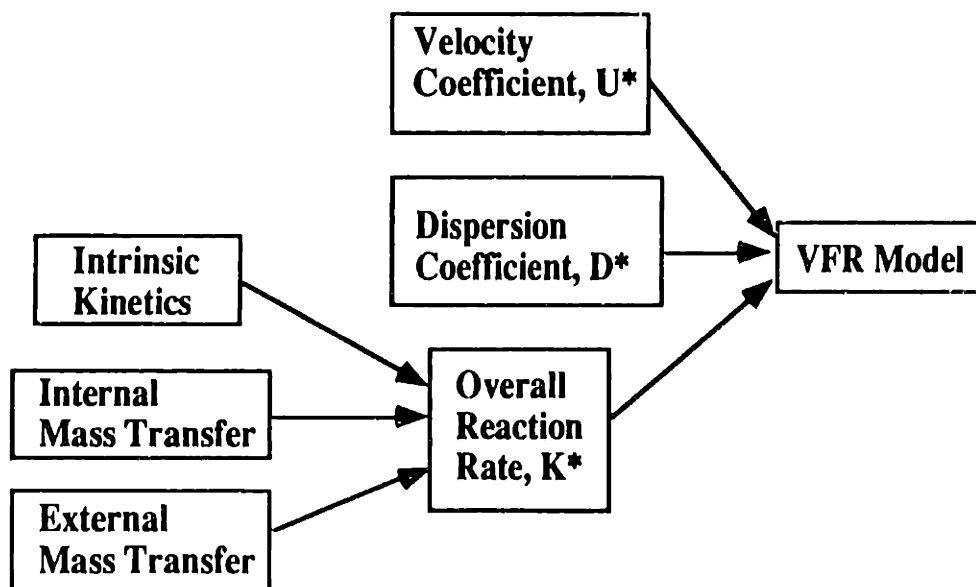 Velocity
Coefficient, U*
Dispersion
Coefficient, D*
VFR Model
Intrinsic
Kinetics
Internal
Mass Transfer
External
Mass Transfer
Overall
Reaction
Rate, K*